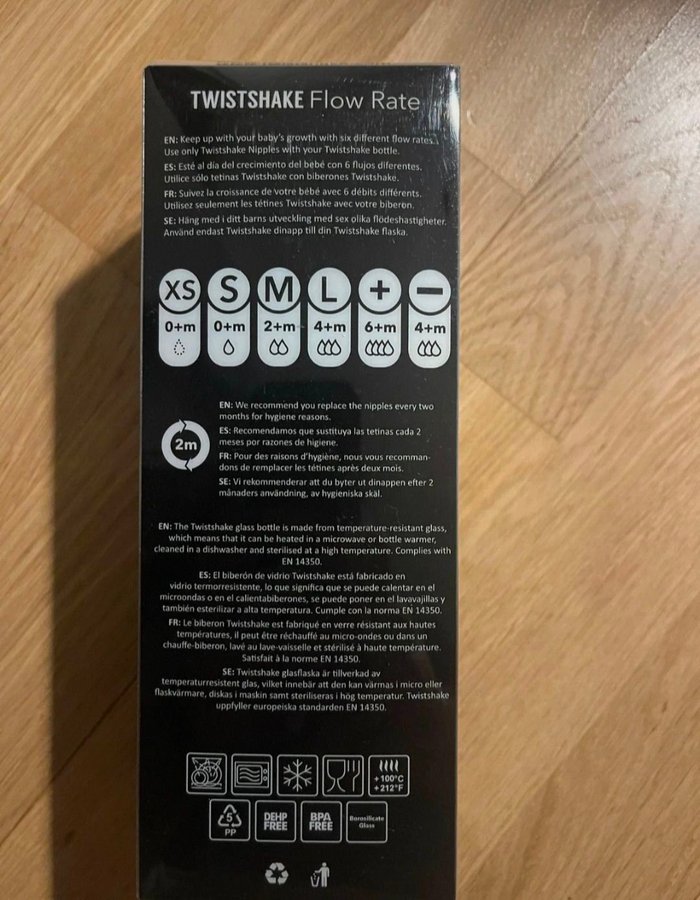 TWISTSHAKE Flow Rate
EN: Keep up with your baby's growth with six different flow rates.
Use only Twistshake Nipples with your Twistshake bottle.
ES: Esté al día del crecimiento del bebé con 6 flujos diferentes.
Utilice sólo tetinas Twistshake con biberones Twistshake.
FR: Suivez la croissance de votre bébé avec 6 débits différents.
Utilisez seulement les tétines Twistshake avec votre biberon.
SE: Häng med i ditt barns utveckling med sex olika flödeshastigheter.
Använd endast Twistshake dinapp till din Twistshake flaska.
XS S M L + −
0+m 0+m 2+m 4+m 6+m 4+m
EN: We recommend you replace the nipples every two
months for hygiene reasons.
ES: Recomendamos que sustituya las tetinas cada 2
meses por razones de higiene.
2m
FR: Pour des raisons d'hygiène, nous vous recomman-
dons de remplacer les tétines après deux mois.
SE: Vi rekommenderar att du byter ut dinappen efter 2
månaders användning, av hygieniska skäl.
EN: The Twistshake glass bottle is made from temperature-resistant glass,
which means that it can be heated in a microwave or bottle warmer,
cleaned in a dishwasher and sterilised at a high temperature. Complies with
EN 14350.
ES: El biberón de vidrio Twistshake está fabricado en
vidrio termorresistente, lo que significa que se puede calentar en el
microondas o en el calientabiberones, se puede poner en el lavavajillas y
también esterilizar a alta temperatura. Cumple con la norma EN 14350.
FR: Le biberon Twistshake est fabriqué en verre résistant aux hautes
températures, il peut être réchauffé au micro-ondes ou dans un
chauffe-biberon, lavé au lave-vaisselle et stérilisé à haute température.
Satisfait à la norme EN 14350.
SE: Twistshake glasflaska är tillverkad av
temperaturresistent glas, vilket innebär att den kan värmas i micro eller
flaskvärmare, diskas i maskin samt steriliseras i hög temperatur. Twistshake
uppfyller europeiska standarden EN 14350.
+100°C
+212°F
5
PP
DEHP
FREE
BPA
FREE
Borosilicate
Glass